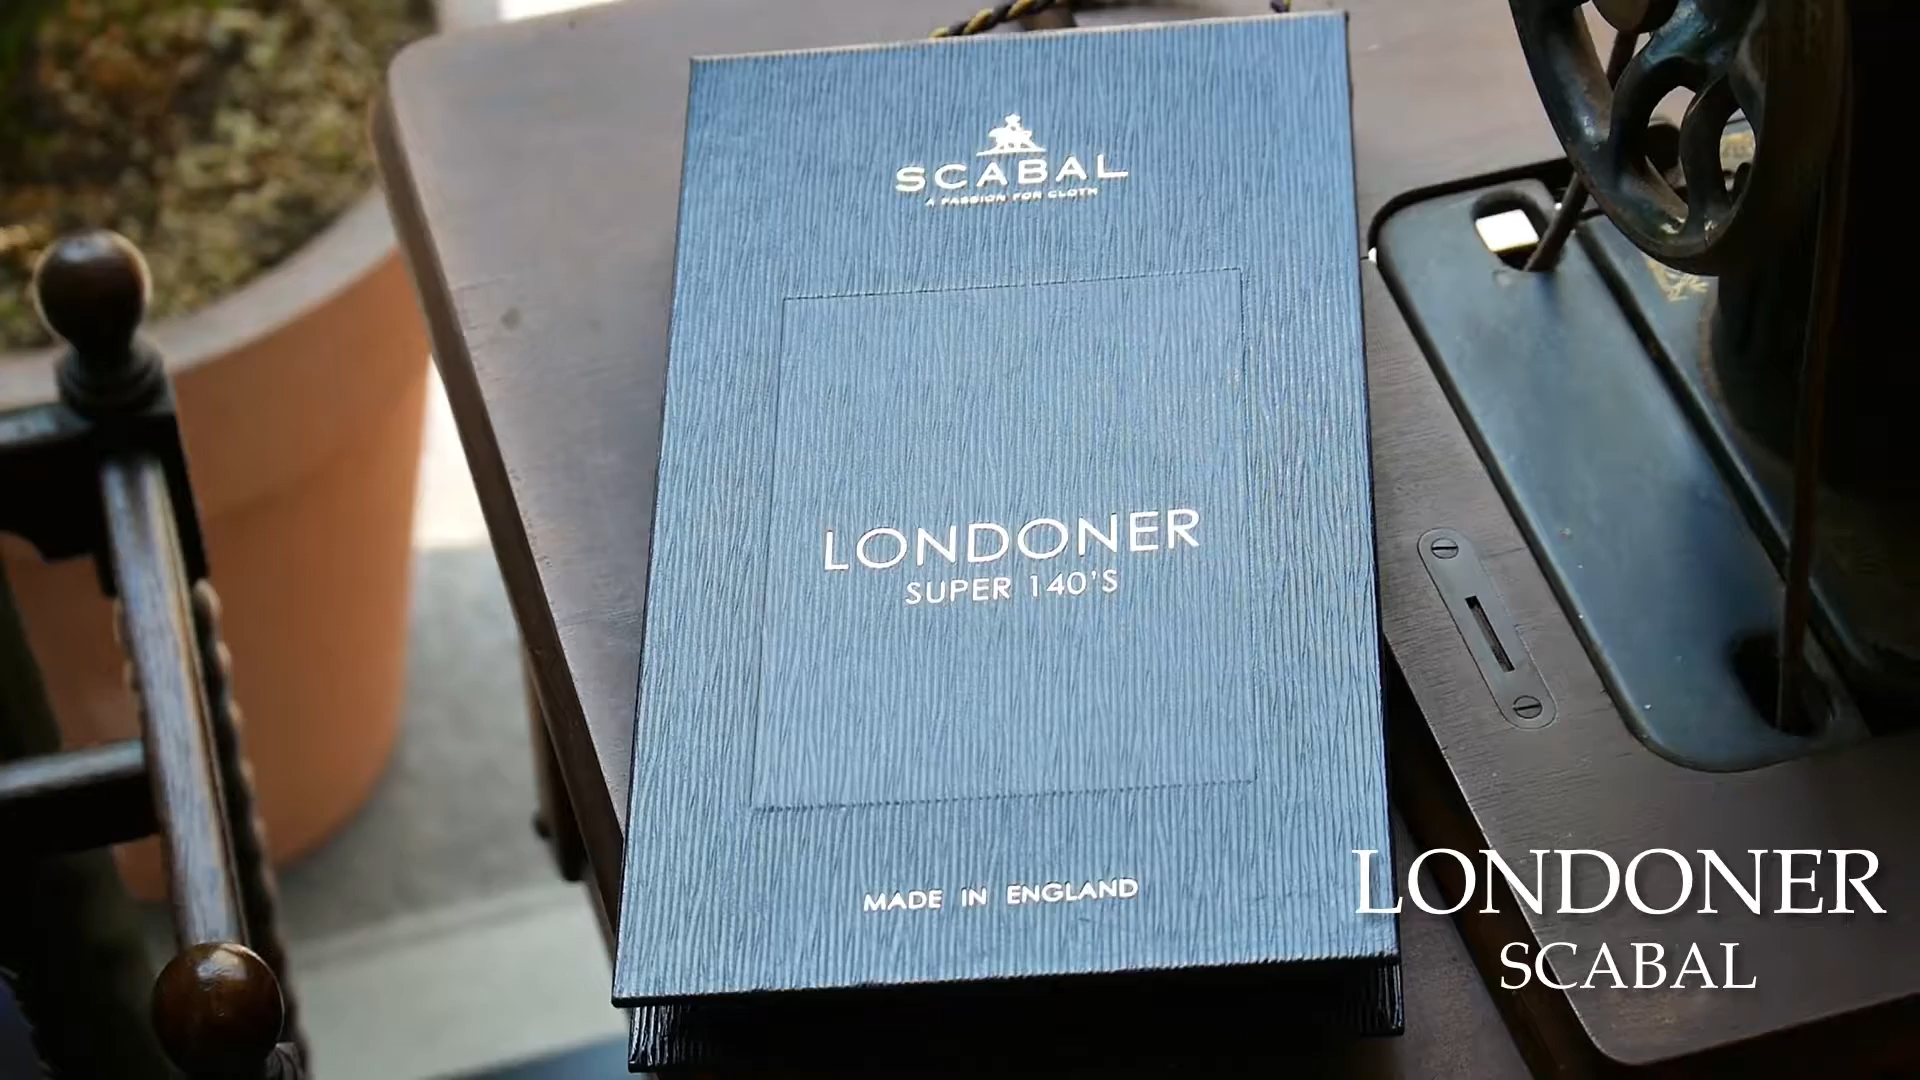 SCABAL
A PASSION FOR CLOTH
LONDONER
SUPER 140'S
MADE IN ENGLAND
LONDONER
SCABAL